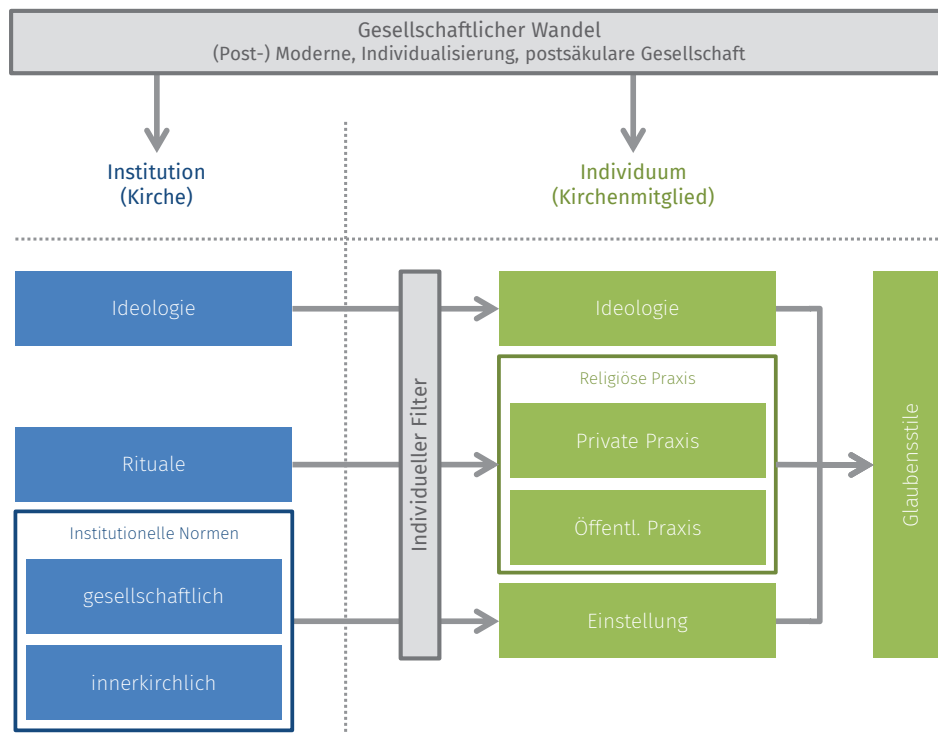 Gesellschaftlicher Wandel
(Post-) Moderne, Individualisierung, postsäkulare Gesellschaft
Institution
(Kirche)
Individuum
(Kirchenmitglied)
Ideologie
Rituale
Institutionelle Normen
gesellschaftlich
innerkirchlich
Individueller Filter
Ideologie
Religiöse Praxis
Private Praxis
Öffentl. Praxis
Einstellung
Glaubensstile